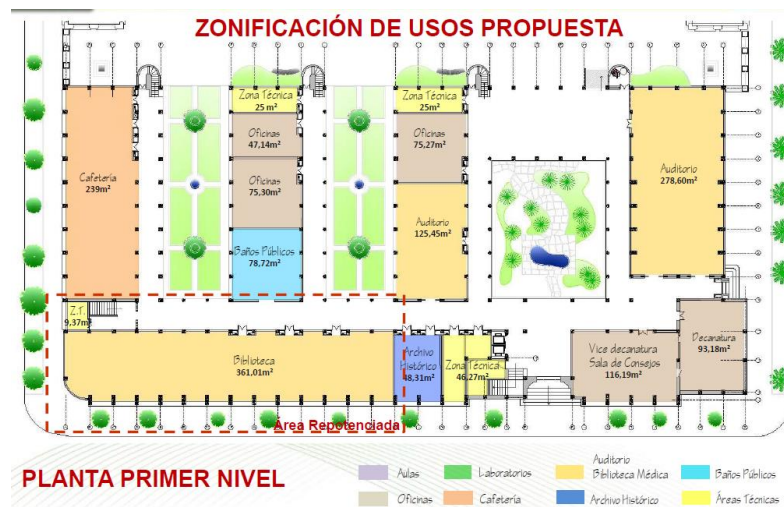 ZONIFICACIÓN DE USOS PROPUESTA
Zona Técnica
25 m²
Zona Técnica
25m²
Oficinas
47,14m²
Oficinas
75,27m²
Cafetería
239m²
Auditorio
278,60m²
Oficinas
75,30m²
Auditorio
125,45m²
Baños Públicos
78,72m²
Z.T.
9,37m²
Biblioteca
361,01m²
Archivo
Histórico
48,31m²
Zona Técnica
46,27m²
Vice decanatura
Sala de Consejos
116,19m²
Decanatura
93,18m²
Área Repotenciada
PLANTA PRIMER NIVEL
Aulas
Laboratorios
Auditorio
Biblioteca Médica
Baños Públicos
Oficinas
Cafetería
Archivo Histórico
Áreas Técnicas